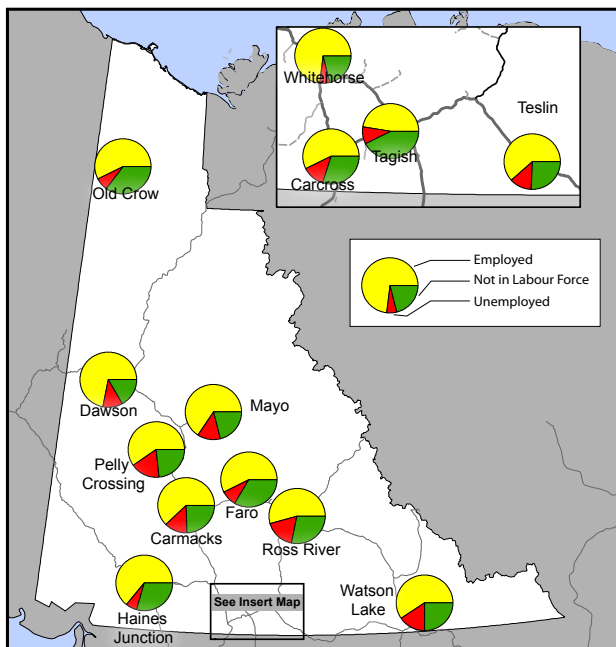 Whitehorse
Teslin
Tagish
Carcross
Old Crow
Employed
Not in Labour Force
Unemployed
Dawson
Mayo
Pelly
Crossing
Faro
Carmacks
Ross River
Haines
Junction
See Insert Map
Watson
Lake